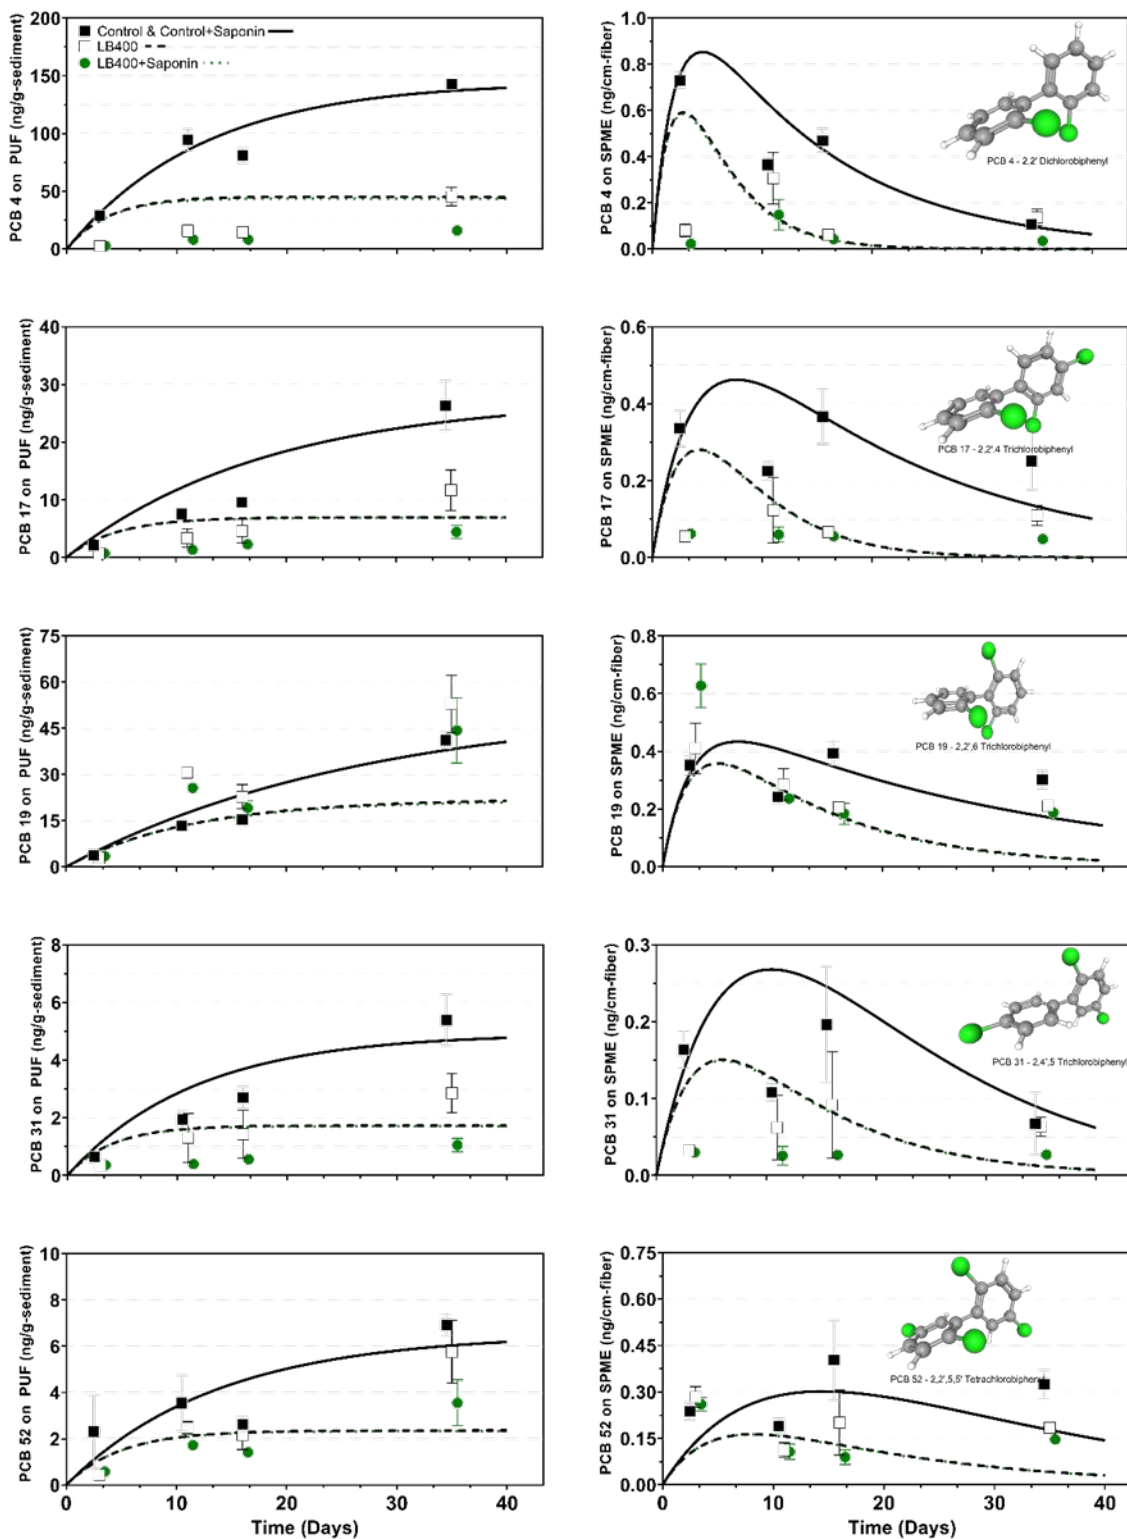 PCB 4 on PUF (ng/g-sediment)
200
150
100
50
0
Control & Control+Saponin
LB400
LB400+Saponin
PCB 4 on SPME (ng/cm-fiber)
1.0
0.8
0.6
0.4
0.2
0.0
PCB 4 - 2,2' Dichlorobiphenyl
PCB 17 on PUF (ng/g-sediment)
40
30
20
10
0
PCB 17 on SPME (ng/cm-fiber)
0.6
0.4
0.2
0.0
PCB 17 - 2,2',4 Trichlorobiphenyl
PCB 19 on PUF (ng/g-sediment)
75
60
45
30
15
0
PCB 19 on SPME (ng/cm-fiber)
0.8
0.6
0.4
0.2
0.0
PCB 19 - 2,2',6 Trichlorobiphenyl
PCB 31 on PUF (ng/g-sediment)
8
6
4
2
0
PCB 31 on SPME (ng/cm-fiber)
0.3
0.2
0.1
0.0
PCB 31 - 2,4',5 Trichlorobiphenyl
PCB 52 on PUF (ng/g-sediment)
10
8
6
4
2
0
0 10 20 30 40
Time (Days)
PCB 52 on SPME (ng/cm-fiber)
0.75
0.60
0.45
0.30
0.15
0.00
PCB 52 - 2,2',5,5' Tetrachlorobiphenyl
0 10 20 30 40
Time (Days)